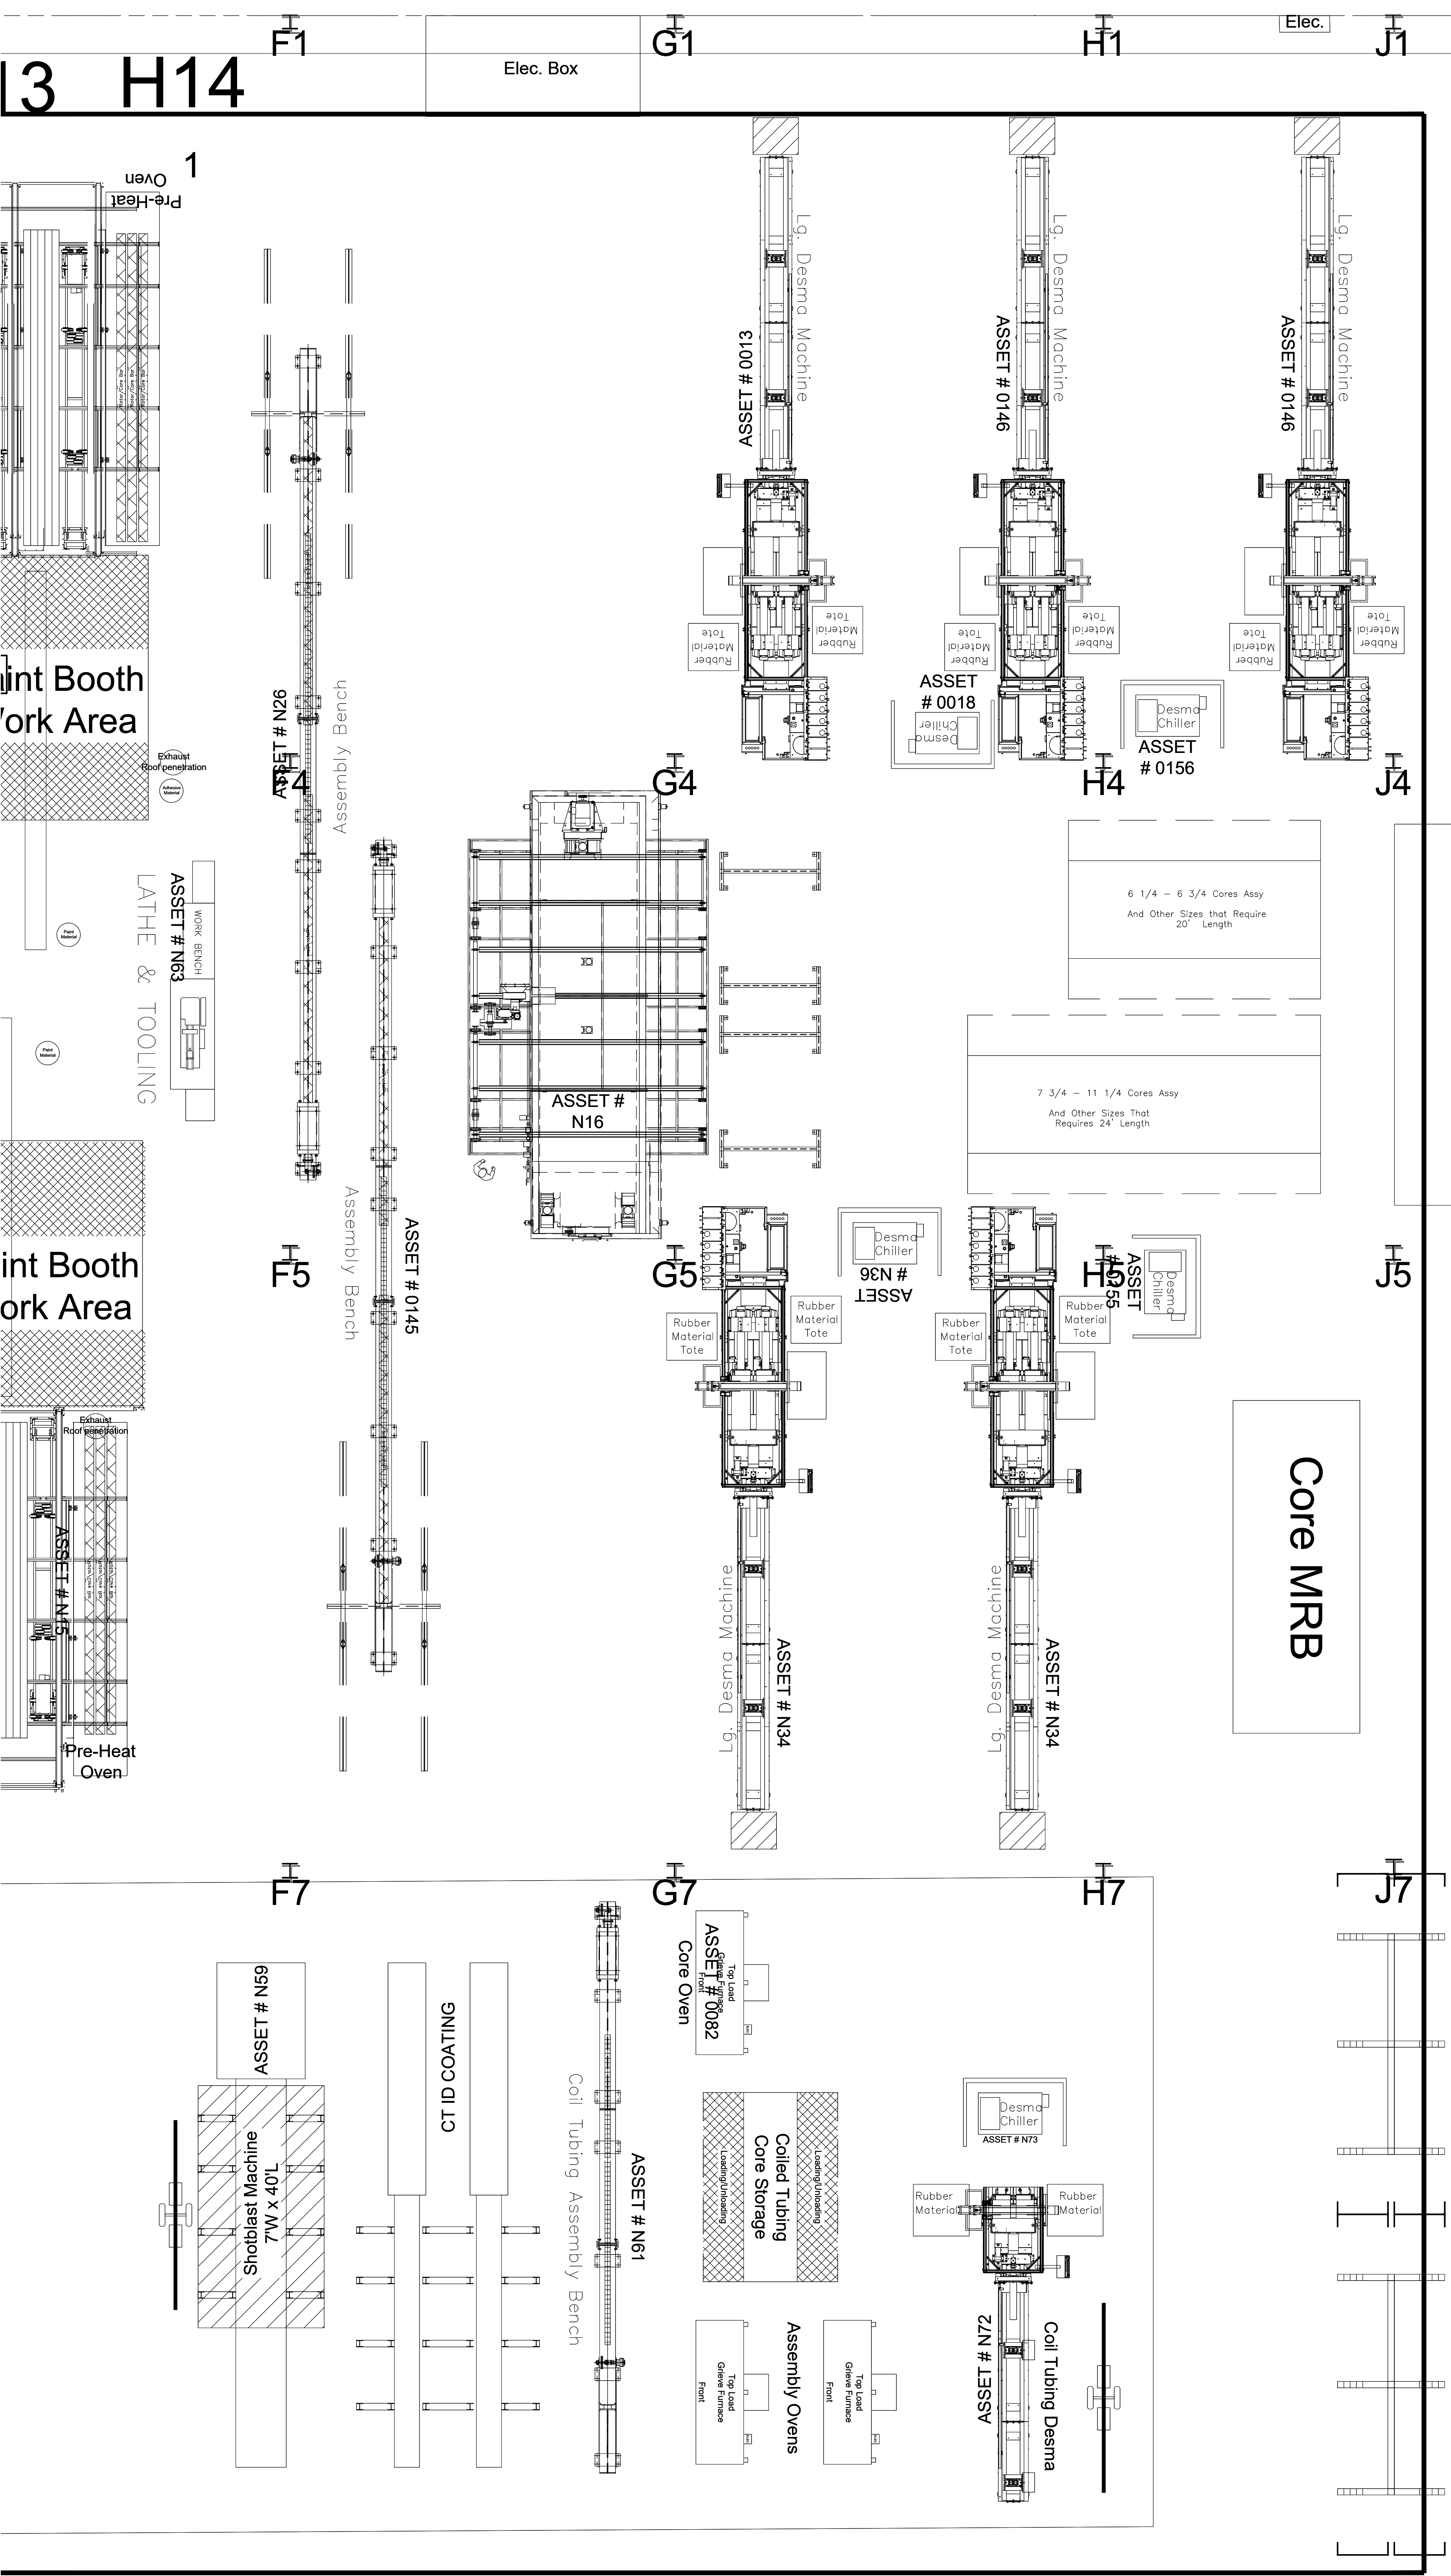 F1
G1
H1
J1
Elec.
Elec. Box
13
H14
1
Pre-Heat
Oven
Lg. Desma Machine
ASSET # 0013
Lg. Desma Machine
ASSET # 0146
Lg. Desma Machine
ASSET # 0146
Rubber
Material
Tote
Rubber
Material
Tote
Rubber
Material
Tote
Rubber
Material
Tote
Rubber
Material
Tote
Rubber
Material
Tote
int Booth
ork Area
Exhaust
Roof penetration
Adhesive
Material
ASSET # N26
Assembly Bench
ASSET
# 0018
Desma
Chiller
Desma
Chiller
ASSET
# 0156
F4
G4
H4
J4
LATHE & TOOLING
ASSET # N63
WORK BENCH
Paint
Material
Paint
Material
6 1/4 - 6 3/4 Cores Assy
And Other Sizes that Require
20' Length
7 3/4 - 11 1/4 Cores Assy
And Other Sizes That
Requires 24' Length
ASSET #
N16
Assembly Bench
ASSET # 0145
int Booth
ork Area
F5
G5
H5
J5
Desma
Chiller
ASSET
# N36
ASSET
Desma
Chiller
Rubber
Material
Tote
Rubber
Material
Tote
Rubber
Material
Tote
Rubber
Material
Tote
Exhaust
Roof penetration
ASSET # N15
Pre-Heat
Oven
Lg. Desma Machine
ASSET # N34
Lg. Desma Machine
ASSET # N34
Core MRB
F7
G7
H7
J7
ASSET # N59
Shotblast Machine
7'W x 40'L
CT ID COATING
Coil Tubing Assembly Bench
ASSET # N61
Top Load
Grieve Furnace
Front
ASSET # 0082
Core Oven
Loading/Unloading
Coiled Tubing
Core Storage
Loading/Unloading
Desma
Chiller
ASSET # N73
Rubber
Material
Rubber
Material
Top Load
Grieve Furnace
Front
Assembly Ovens
Top Load
Grieve Furnace
Front
ASSET # N72
Coil Tubing Desma